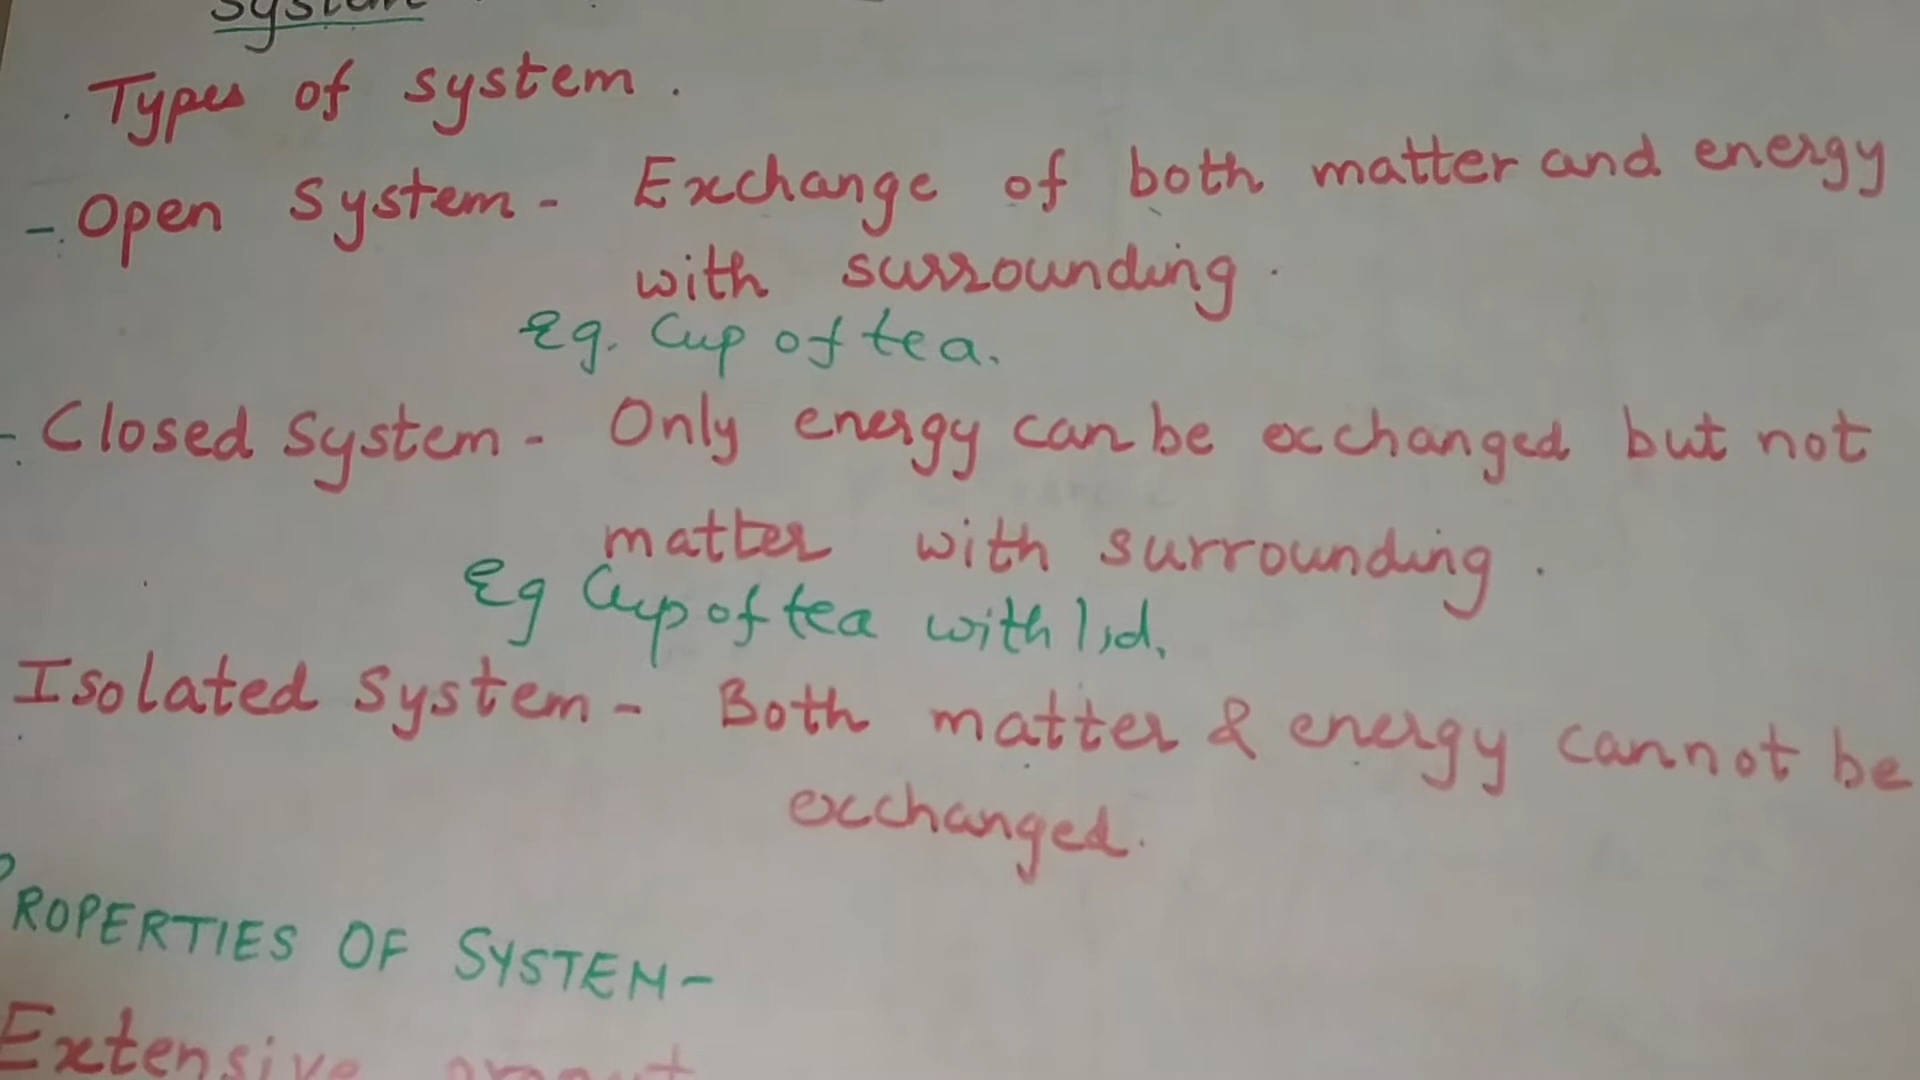 System
Types of system.
- Open System - Exchange of both matter and energy
with surrounding.
Eg. Cup of tea.
- Closed System - Only energy can be exchanged but not
matter with surrounding.
Eg Cup of tea with lid.
Isolated System - Both matter & energy cannot be
exchanged.
PROPERTIES OF SYSTEM-
Extensive